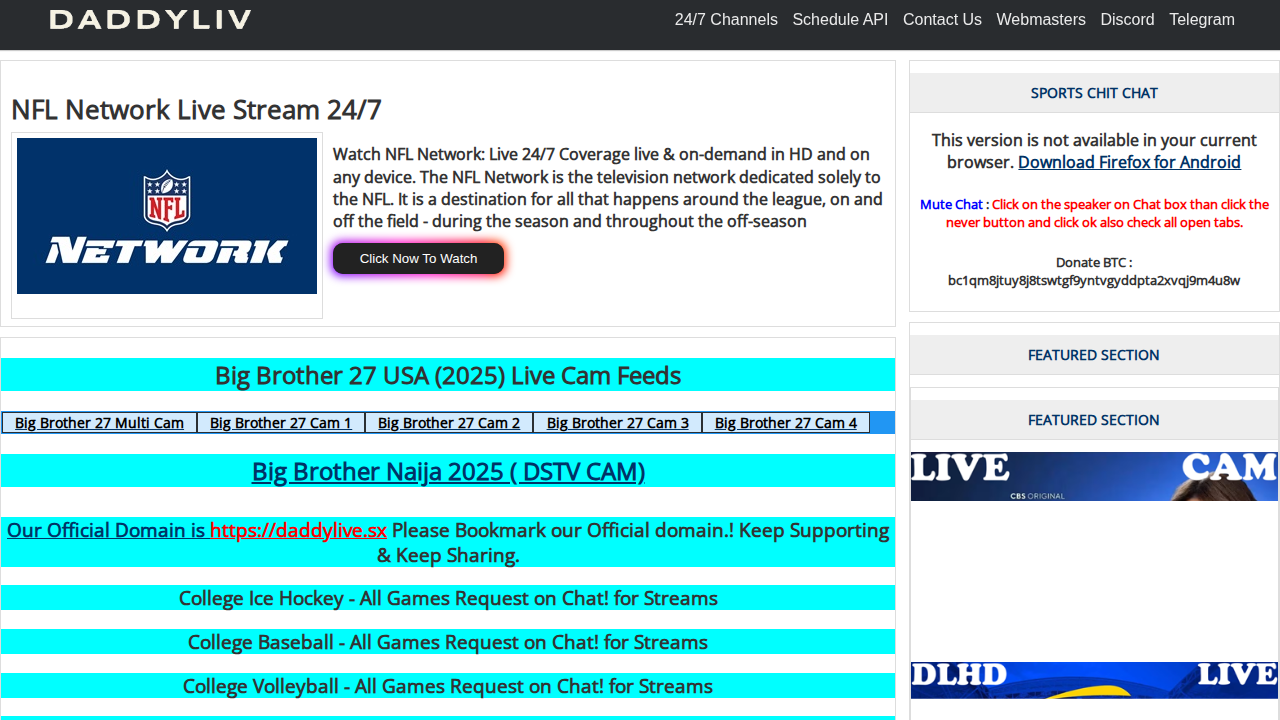 DADDYLIV
24/7 Channels Schedule API Contact Us Webmasters Discord Telegram
NFL Network Live Stream 24/7
NFL
NETWORK
Watch NFL Network: Live 24/7 Coverage live & on-demand in HD and on
any device. The NFL Network is the television network dedicated solely to
the NFL. It is a destination for all that happens around the league, on and
off the field - during the season and throughout the off-season
Click Now To Watch
Big Brother 27 USA (2025) Live Cam Feeds
Big Brother 27 Multi Cam Big Brother 27 Cam 1 Big Brother 27 Cam 2 Big Brother 27 Cam 3 Big Brother 27 Cam 4
Big Brother Naija 2025 ( DSTV CAM)
Our Official Domain is https://daddylive.sx Please Bookmark our Official domain.! Keep Supporting
& Keep Sharing.
College Ice Hockey - All Games Request on Chat! for Streams
College Baseball - All Games Request on Chat! for Streams
College Volleyball - All Games Request on Chat! for Streams
SPORTS CHIT CHAT
This version is not available in your current
browser. Download Firefox for Android
Mute Chat : Click on the speaker on Chat box than click the
never button and click ok also check all open tabs.
Donate BTC :
bc1qm8jtuy8j8tswtgf9yntvgyddpta2xvqj9m4u8w
FEATURED SECTION
FEATURED SECTION
LIVE CAM
CBS ORIGINAL
DLHD LIVE